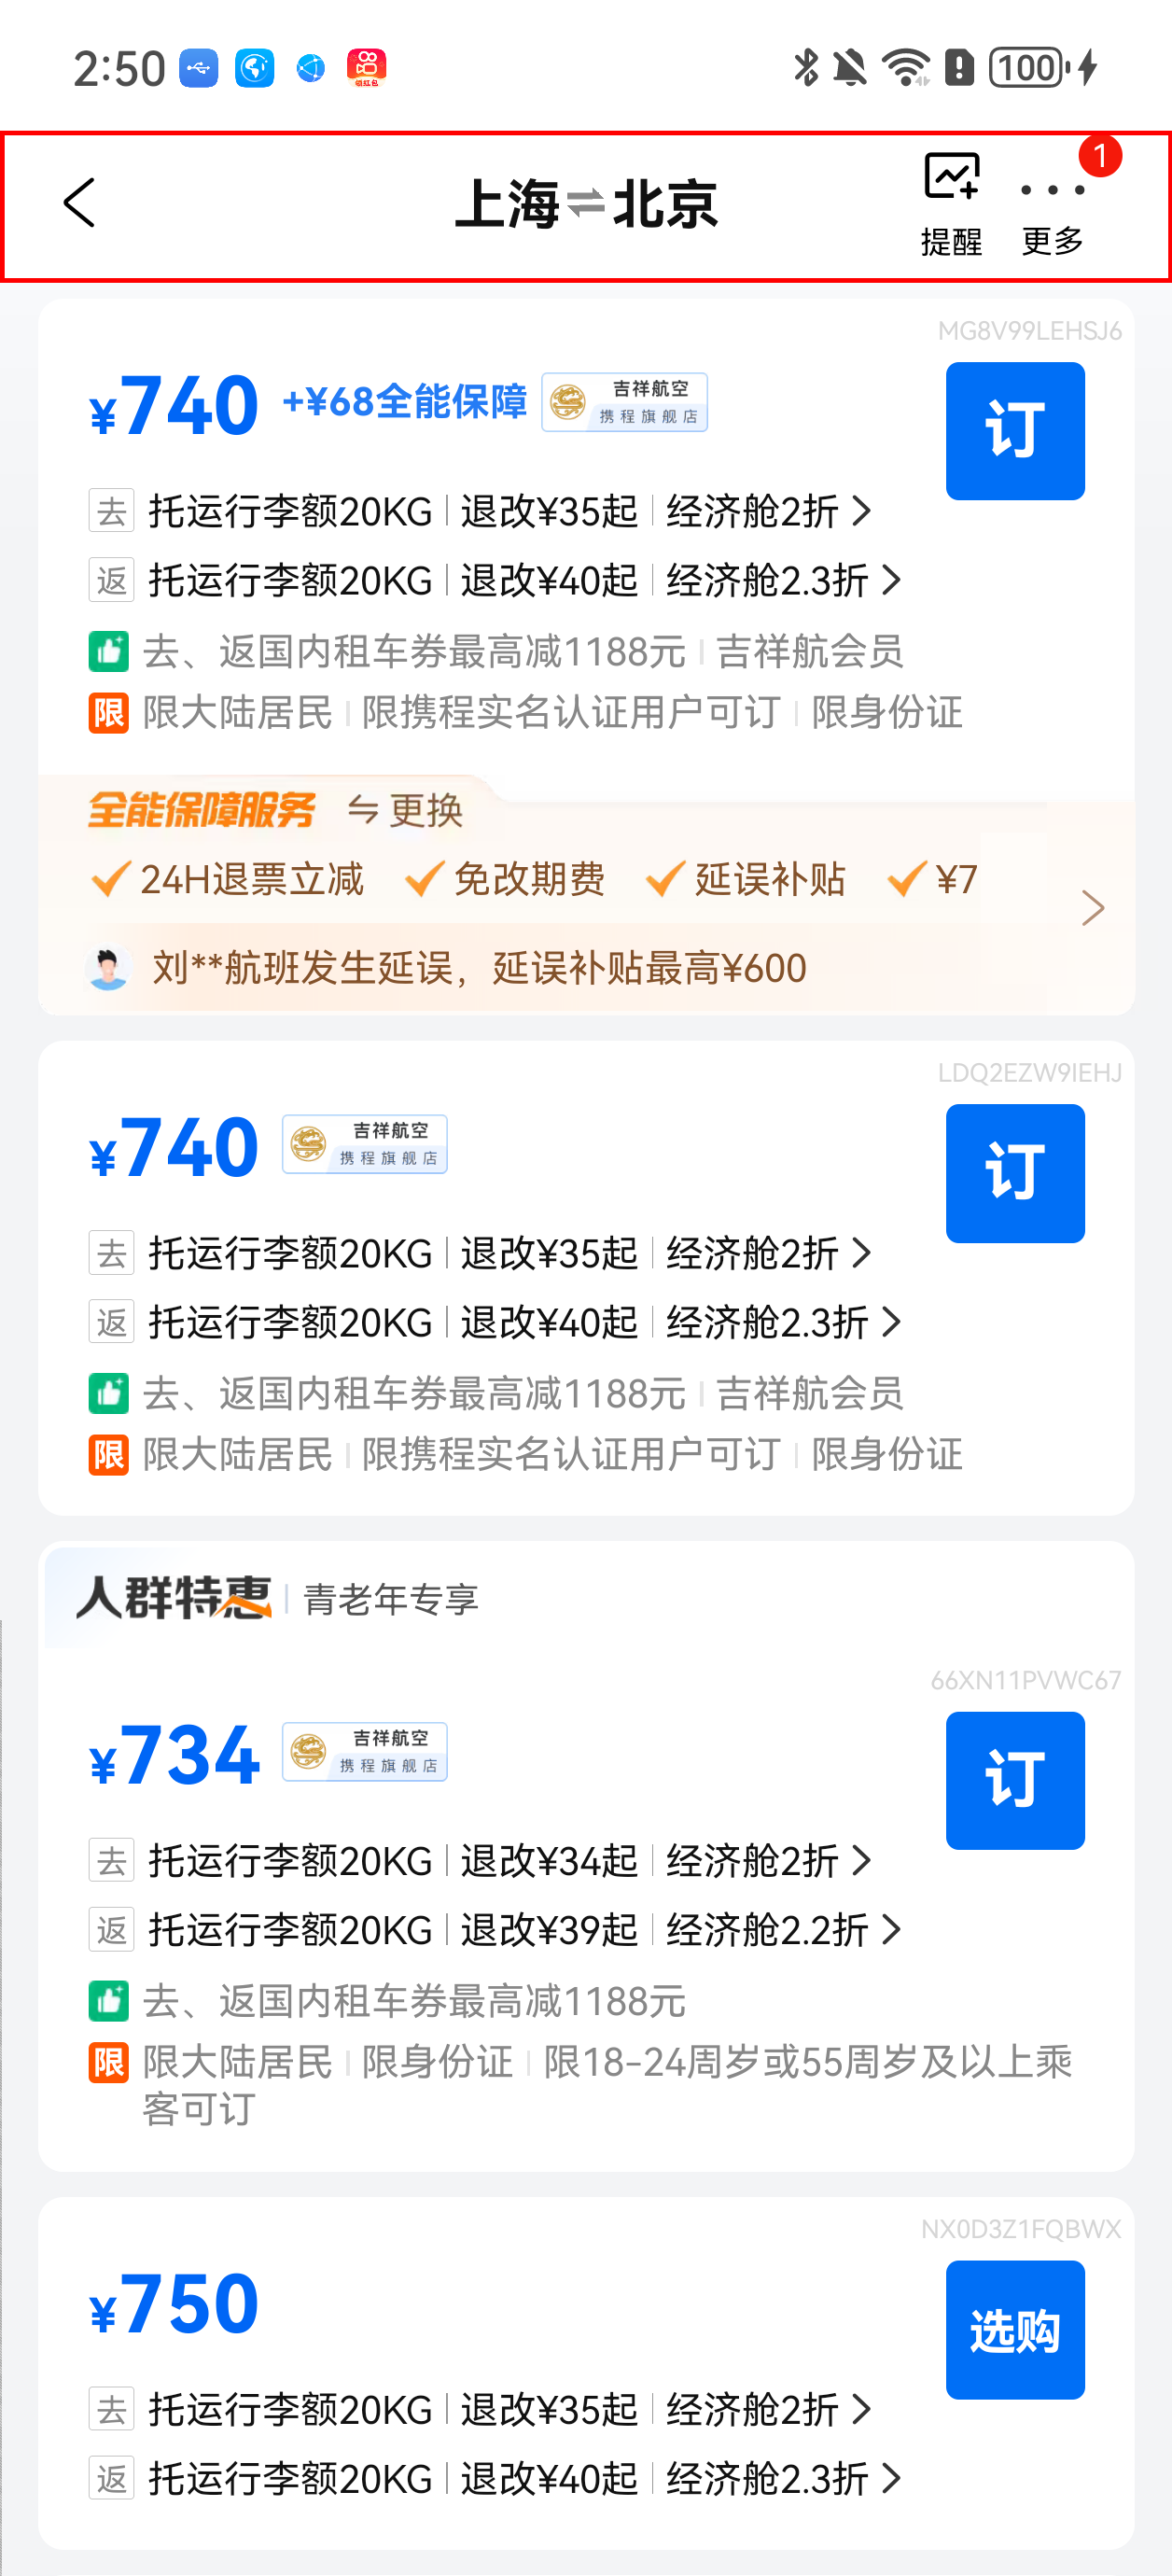 2:50
领红包
100
上海⇌北京
提醒
更多
1
MG8V99LEHSJ6
¥740 +¥68全能保障 吉祥航空 携程旗舰店
订
去 托运行李额20KG | 退改¥35起 | 经济舱2折 >
返 托运行李额20KG | 退改¥40起 | 经济舱2.3折 >
去、返国内租车券最高减1188元 | 吉祥航会员
限 限大陆居民 | 限携程实名认证用户可订 | 限身份证
全能保障服务 ⇋更换
24H退票立减 免改期费 延误补贴 ¥7
刘**航班发生延误，延误补贴最高¥600
LDQ2EZW9IEHJ
¥740 吉祥航空 携程旗舰店
订
去 托运行李额20KG | 退改¥35起 | 经济舱2折 >
返 托运行李额20KG | 退改¥40起 | 经济舱2.3折 >
去、返国内租车券最高减1188元 | 吉祥航会员
限 限大陆居民 | 限携程实名认证用户可订 | 限身份证
人群特惠 | 青老年专享
66XN11PVWC67
¥734 吉祥航空 携程旗舰店
订
去 托运行李额20KG | 退改¥34起 | 经济舱2折 >
返 托运行李额20KG | 退改¥39起 | 经济舱2.2折 >
去、返国内租车券最高减1188元
限 限大陆居民 | 限身份证 | 限18-24周岁或55周岁及以上乘
客可订
NX0D3Z1FQBWX
¥750
选购
去 托运行李额20KG | 退改¥35起 | 经济舱2折 >
返 托运行李额20KG | 退改¥40起 | 经济舱2.3折 >